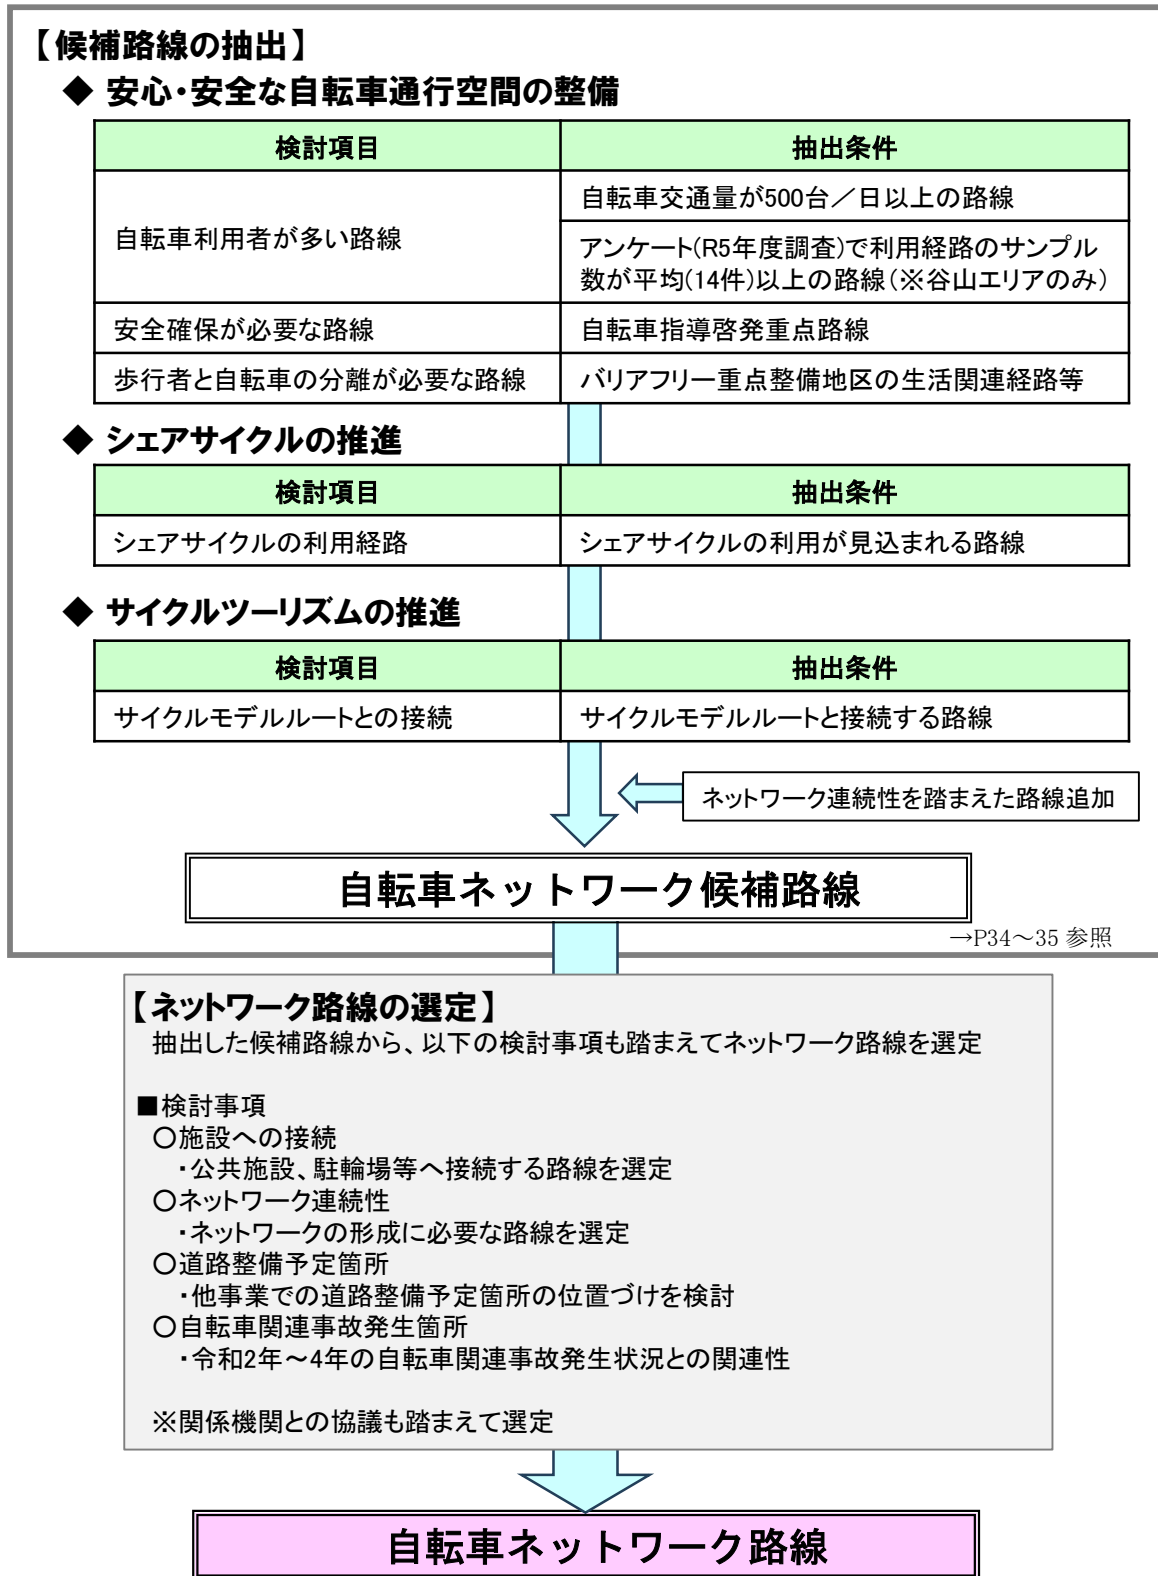 【候補路線の抽出】
◆ 安心・安全な自転車通行空間の整備
検討項目
抽出条件
自転車利用者が多い路線
自転車交通量が500台／日以上の路線
アンケート(R5年度調査)で利用経路のサンプル
数が平均(14件)以上の路線(※谷山エリアのみ)
安全確保が必要な路線
自転車指導啓発重点路線
歩行者と自転車の分離が必要な路線
バリアフリー重点整備地区の生活関連経路等
◆ シェアサイクルの推進
検討項目
抽出条件
シェアサイクルの利用経路
シェアサイクルの利用が見込まれる路線
◆ サイクルツーリズムの推進
検討項目
抽出条件
サイクルモデルルートとの接続
サイクルモデルルートと接続する路線
ネットワーク連続性を踏まえた路線追加
自転車ネットワーク候補路線
→P34～35 参照
【ネットワーク路線の選定】
抽出した候補路線から、以下の検討事項も踏まえてネットワーク路線を選定
■検討事項
○施設への接続
・公共施設、駐輪場等へ接続する路線を選定
○ネットワーク連続性
・ネットワークの形成に必要な路線を選定
○道路整備予定箇所
・他事業での道路整備予定箇所の位置づけを検討
○自転車関連事故発生箇所
・令和2年～4年の自転車関連事故発生状況との関連性
※関係機関との協議も踏まえて選定
自転車ネットワーク路線